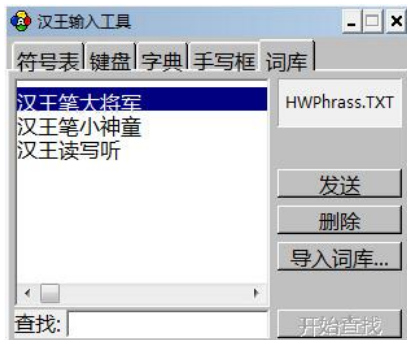 汉王输入工具
符号表 键盘 字典 手写框 词库
汉王笔大将军
汉王笔小神童
汉王读写听
HWPhrass.TXT
发送
删除
导入词库...
查找:
开始查找